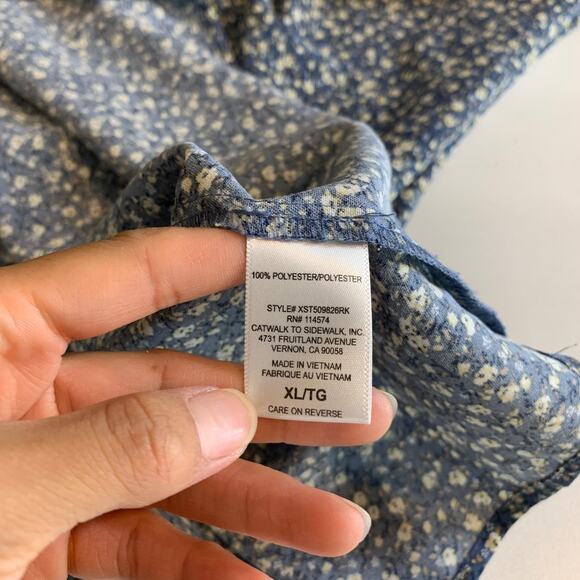 100% POLYESTER/POLYESTER
STYLE# XST509826RK
RN# 114574
CATWALK TO SIDEWALK, INC.
4731 FRUITLAND AVENUE
VERNON, CA 90058
MADE IN VIETNAM
FABRIQUE AU VIETNAM
XL/TG
CARE ON REVERSE